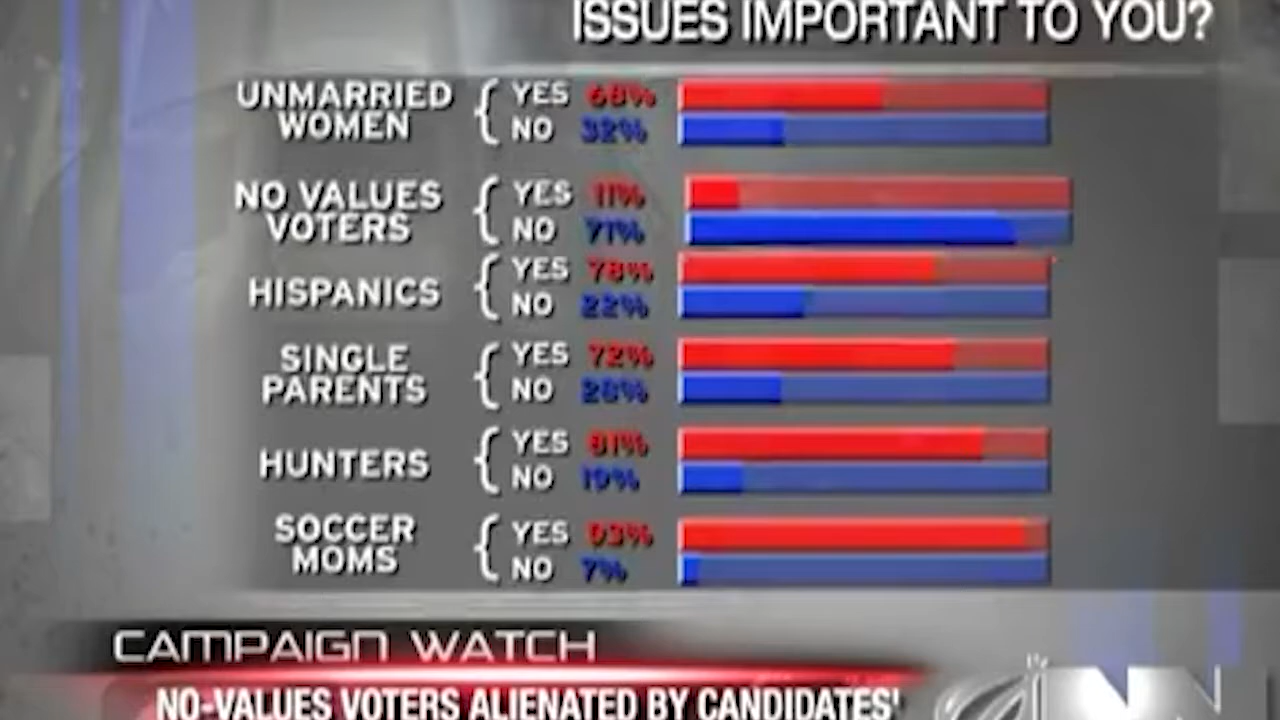 ISSUES IMPORTANT TO YOU?
UNMARRIED
WOMEN
YES 68%
NO 32%
NO VALUES
VOTERS
YES 11%
NO 71%
HISPANICS
YES 78%
NO 22%
SINGLE
PARENTS
YES 72%
NO 28%
HUNTERS
YES 81%
NO 19%
SOCCER
MOMS
YES 93%
NO 7%
CAMPAIGN WATCH
NO-VALUES VOTERS ALIENATED BY CANDIDATES'